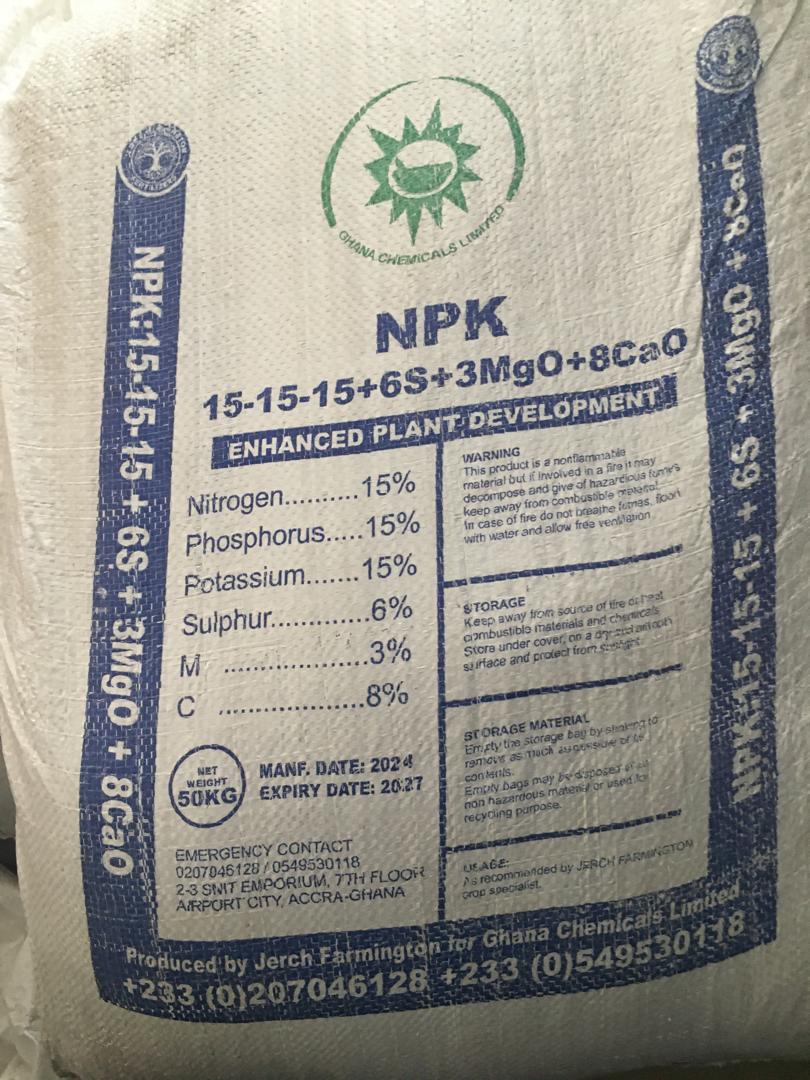 GHANA CHEMICALS LIMITED
NPK
15-15-15+6S+3MgO+8CaO
ENHANCED PLANT DEVELOPMENT
Nitrogen..........15%
Phosphorus.....15%
Potassium.......15%
Sulphur.............6%
M ....................3%
C ....................8%
NET
WEIGHT
50KG
MANF. DATE: 2024
EXPIRY DATE: 2027
EMERGENCY CONTACT
0207046128 / 0549530118
2-3 SMIT EMPORIUM, 7TH FLOOR
AIRPORT CITY, ACCRA-GHANA
WARNING
This product is a nonflammable
material but if involved in a fire it may
decompose and give of hazardous fumes
keep away from combustible material
In case of fire do not breathe fumes, flood
with water and allow free ventilation
STORAGE
Keep away from source of fire or heat
combustible materials and chemicals
Store under cover, on a dry and smooth
surface and protect from sunlight
STORAGE MATERIAL
Empty the storage bag by shaking to
remove as much as possible of its
contents.
Empty bags may be disposed of as
non hazardous material or used for
recycling purpose.
USAGE:
As recommended by JERCH FARMINGTON
crop specialist.
NPK:15-15-15 + 6S + 3MgO + 8CaO
NPK:15-15-15 + 6S + 3MgO + 8CaO
Produced by Jerch Farmington for Ghana Chemicals Limited
+233 (0)207046128 +233 (0)549530118